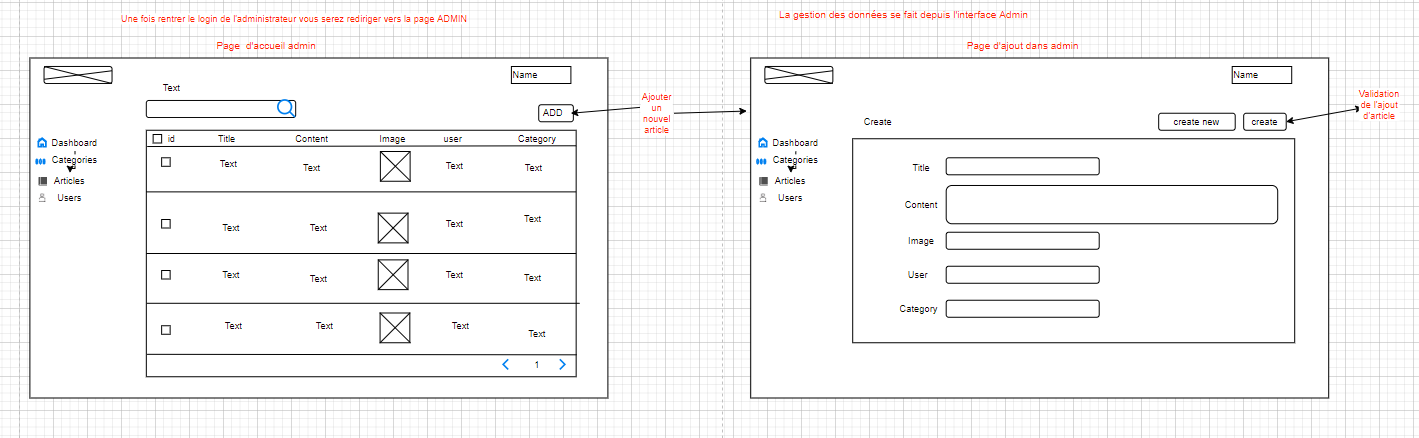 Une fois rentrer le login de l'administrateur vous serez rediriger vers la page ADMIN
Page d'accueil admin
Name
Text
ADD
Dashboard
Categories
Articles
Users
id Title Content Image user Category
Text Text Text Text
Text Text Text Text
Text Text Text Text
Text Text Text Text
1
Ajouter
un
nouvel
article
La gestion des données se fait depuis l'interface Admin
Page d'ajout dans admin
Name
Create
create new
create
Dashboard
Categories
Articles
Users
Title
Content
Image
User
Category
Validation
de l'ajout
d'article